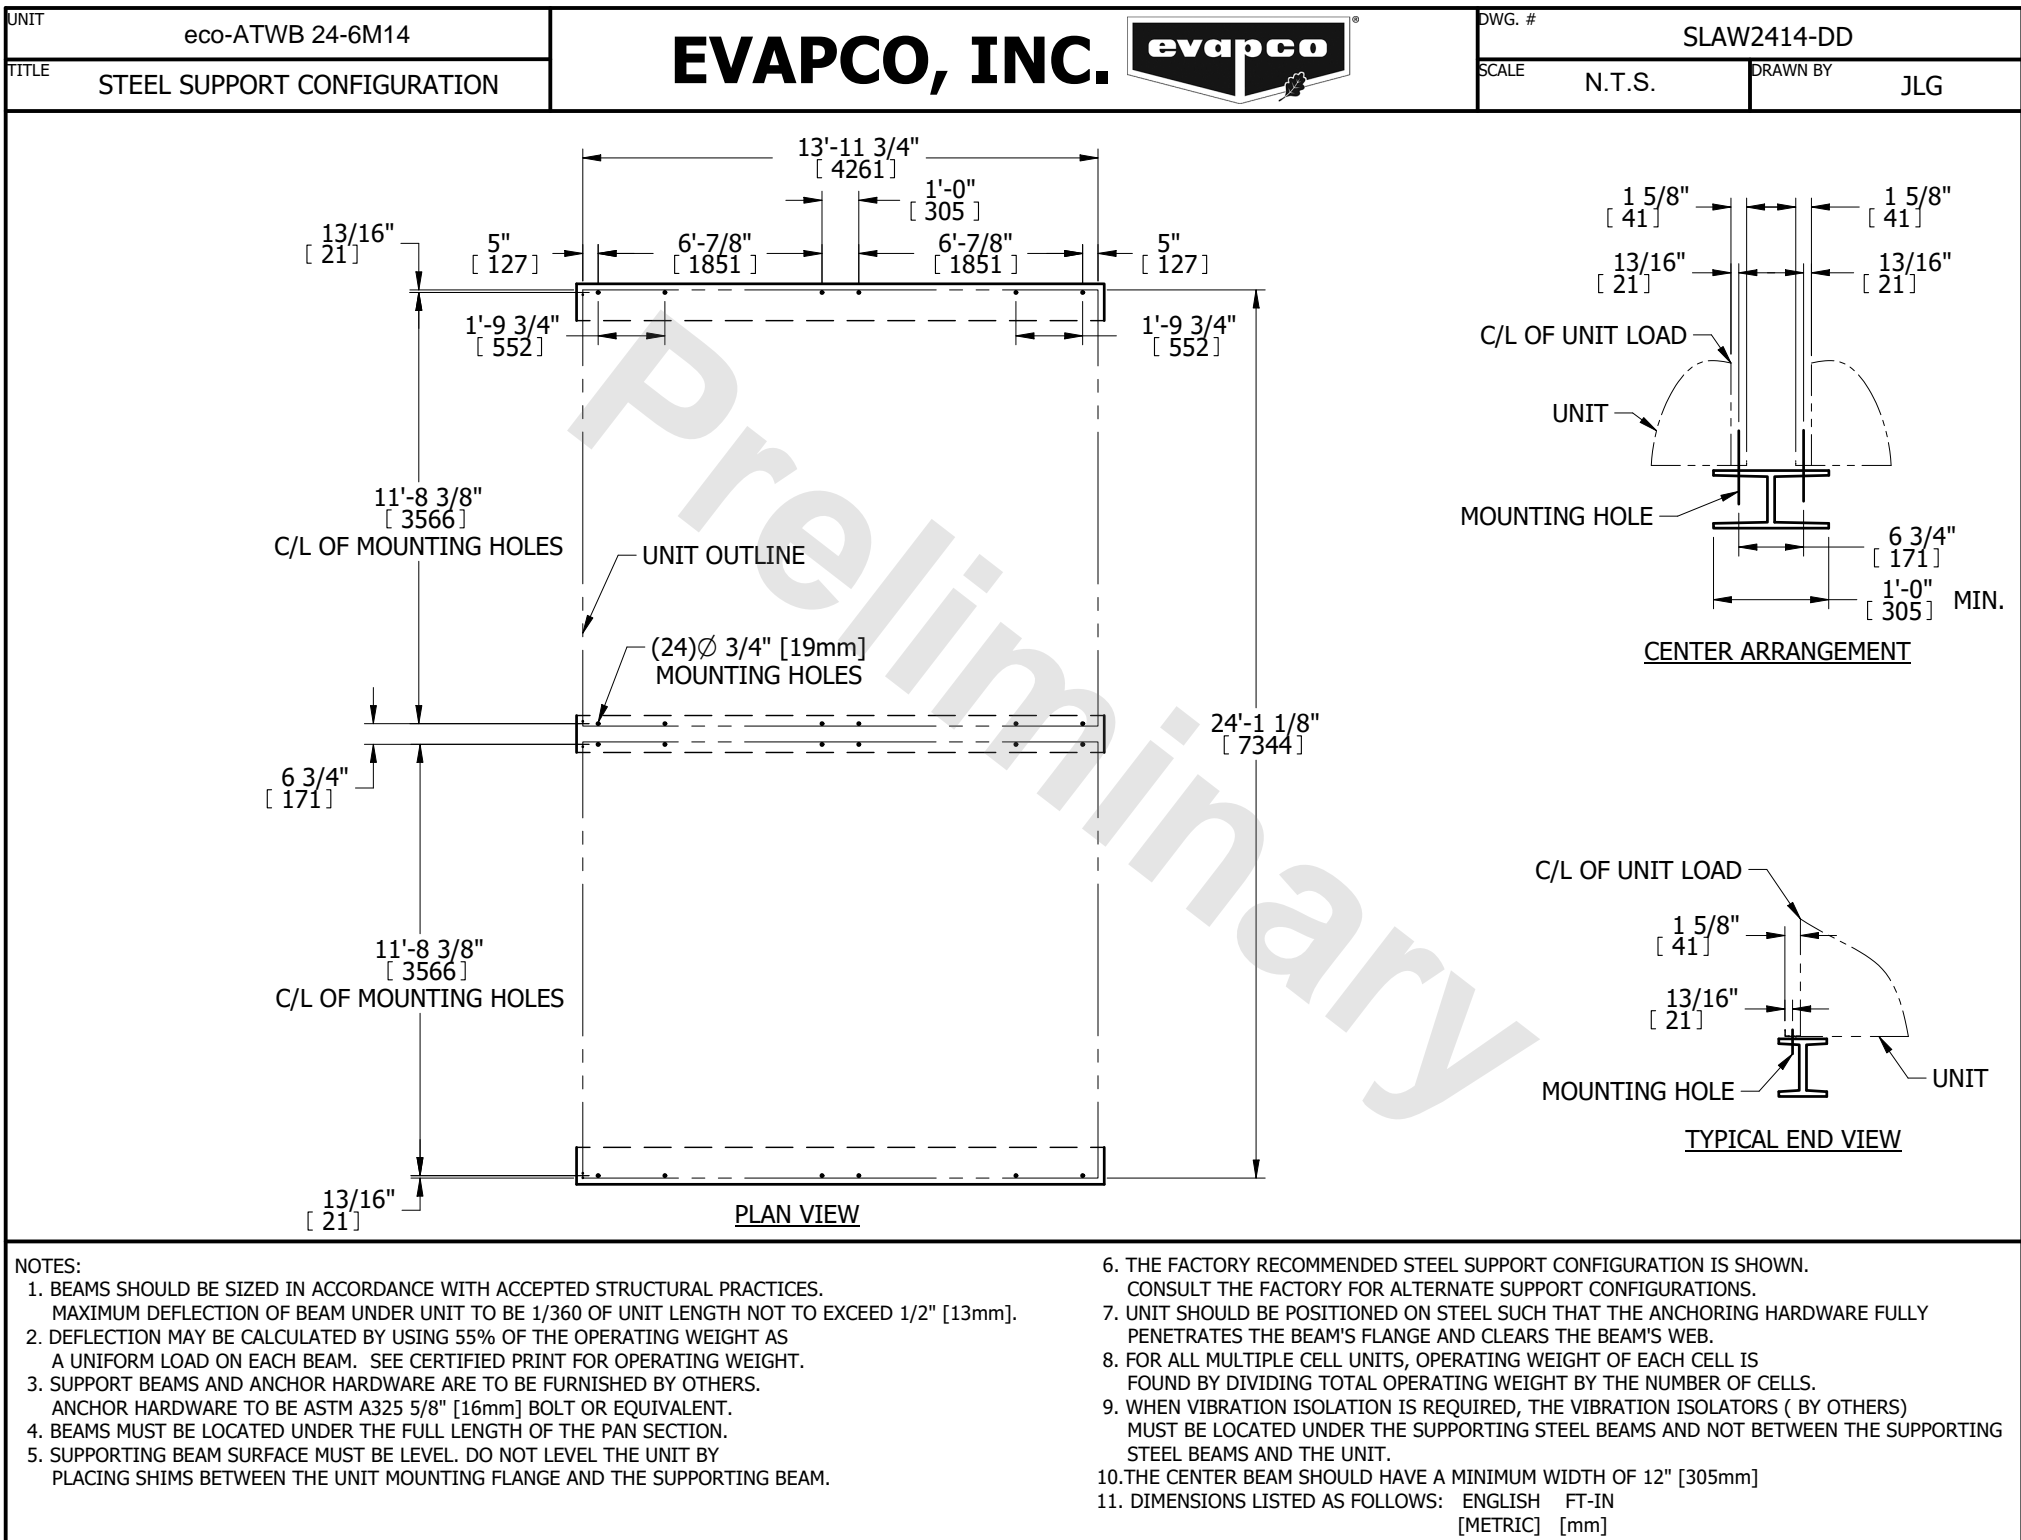 UNIT
eco-ATWB 24-6M14
TITLE
STEEL SUPPORT CONFIGURATION
EVAPCO, INC.
evapco®
DWG. #
SLAW2414-DD
SCALE
N.T.S.
DRAWN BY
JLG
13'-11 3/4"
[ 4261]
1'-0"
[ 305 ]
13/16"
[ 21]
5"
[ 127]
6'-7/8"
[ 1851 ]
6'-7/8"
[ 1851 ]
5"
[ 127]
1'-9 3/4"
[ 552]
1'-9 3/4"
[ 552]
11'-8 3/8"
[ 3566]
C/L OF MOUNTING HOLES
UNIT OUTLINE
(24)∅ 3/4" [19mm]
MOUNTING HOLES
24'-1 1/8"
[ 7344]
6 3/4"
[ 171]
11'-8 3/8"
[ 3566]
C/L OF MOUNTING HOLES
13/16"
[ 21]
PLAN VIEW
Preliminary
1 5/8"
[ 41]
1 5/8"
[ 41]
13/16"
[ 21]
13/16"
[ 21]
C/L OF UNIT LOAD
UNIT
MOUNTING HOLE
6 3/4"
[ 171]
1'-0"
[ 305] MIN.
CENTER ARRANGEMENT
C/L OF UNIT LOAD
1 5/8"
[ 41]
13/16"
[ 21]
MOUNTING HOLE
UNIT
TYPICAL END VIEW
NOTES:
1. BEAMS SHOULD BE SIZED IN ACCORDANCE WITH ACCEPTED STRUCTURAL PRACTICES.
MAXIMUM DEFLECTION OF BEAM UNDER UNIT TO BE 1/360 OF UNIT LENGTH NOT TO EXCEED 1/2" [13mm].
2. DEFLECTION MAY BE CALCULATED BY USING 55% OF THE OPERATING WEIGHT AS
A UNIFORM LOAD ON EACH BEAM. SEE CERTIFIED PRINT FOR OPERATING WEIGHT.
3. SUPPORT BEAMS AND ANCHOR HARDWARE ARE TO BE FURNISHED BY OTHERS.
ANCHOR HARDWARE TO BE ASTM A325 5/8" [16mm] BOLT OR EQUIVALENT.
4. BEAMS MUST BE LOCATED UNDER THE FULL LENGTH OF THE PAN SECTION.
5. SUPPORTING BEAM SURFACE MUST BE LEVEL. DO NOT LEVEL THE UNIT BY
PLACING SHIMS BETWEEN THE UNIT MOUNTING FLANGE AND THE SUPPORTING BEAM.
6. THE FACTORY RECOMMENDED STEEL SUPPORT CONFIGURATION IS SHOWN.
CONSULT THE FACTORY FOR ALTERNATE SUPPORT CONFIGURATIONS.
7. UNIT SHOULD BE POSITIONED ON STEEL SUCH THAT THE ANCHORING HARDWARE FULLY
PENETRATES THE BEAM'S FLANGE AND CLEARS THE BEAM'S WEB.
8. FOR ALL MULTIPLE CELL UNITS, OPERATING WEIGHT OF EACH CELL IS
FOUND BY DIVIDING TOTAL OPERATING WEIGHT BY THE NUMBER OF CELLS.
9. WHEN VIBRATION ISOLATION IS REQUIRED, THE VIBRATION ISOLATORS ( BY OTHERS)
MUST BE LOCATED UNDER THE SUPPORTING STEEL BEAMS AND NOT BETWEEN THE SUPPORTING
STEEL BEAMS AND THE UNIT.
10.THE CENTER BEAM SHOULD HAVE A MINIMUM WIDTH OF 12" [305mm]
11. DIMENSIONS LISTED AS FOLLOWS: ENGLISH FT-IN
[METRIC] [mm]